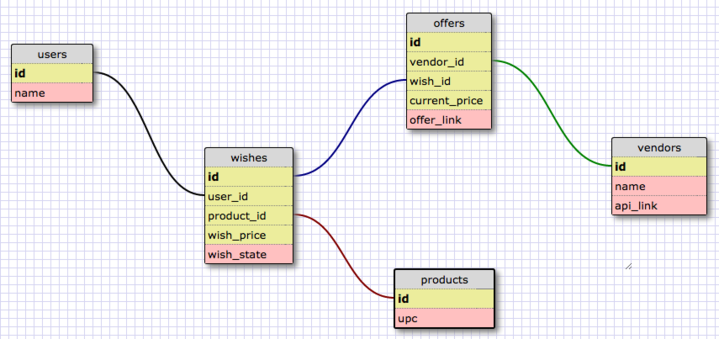 users
id
name
wishes
id
user_id
product_id
wish_price
wish_state
offers
id
vendor_id
wish_id
current_price
offer_link
products
id
upc
vendors
id
name
api_link